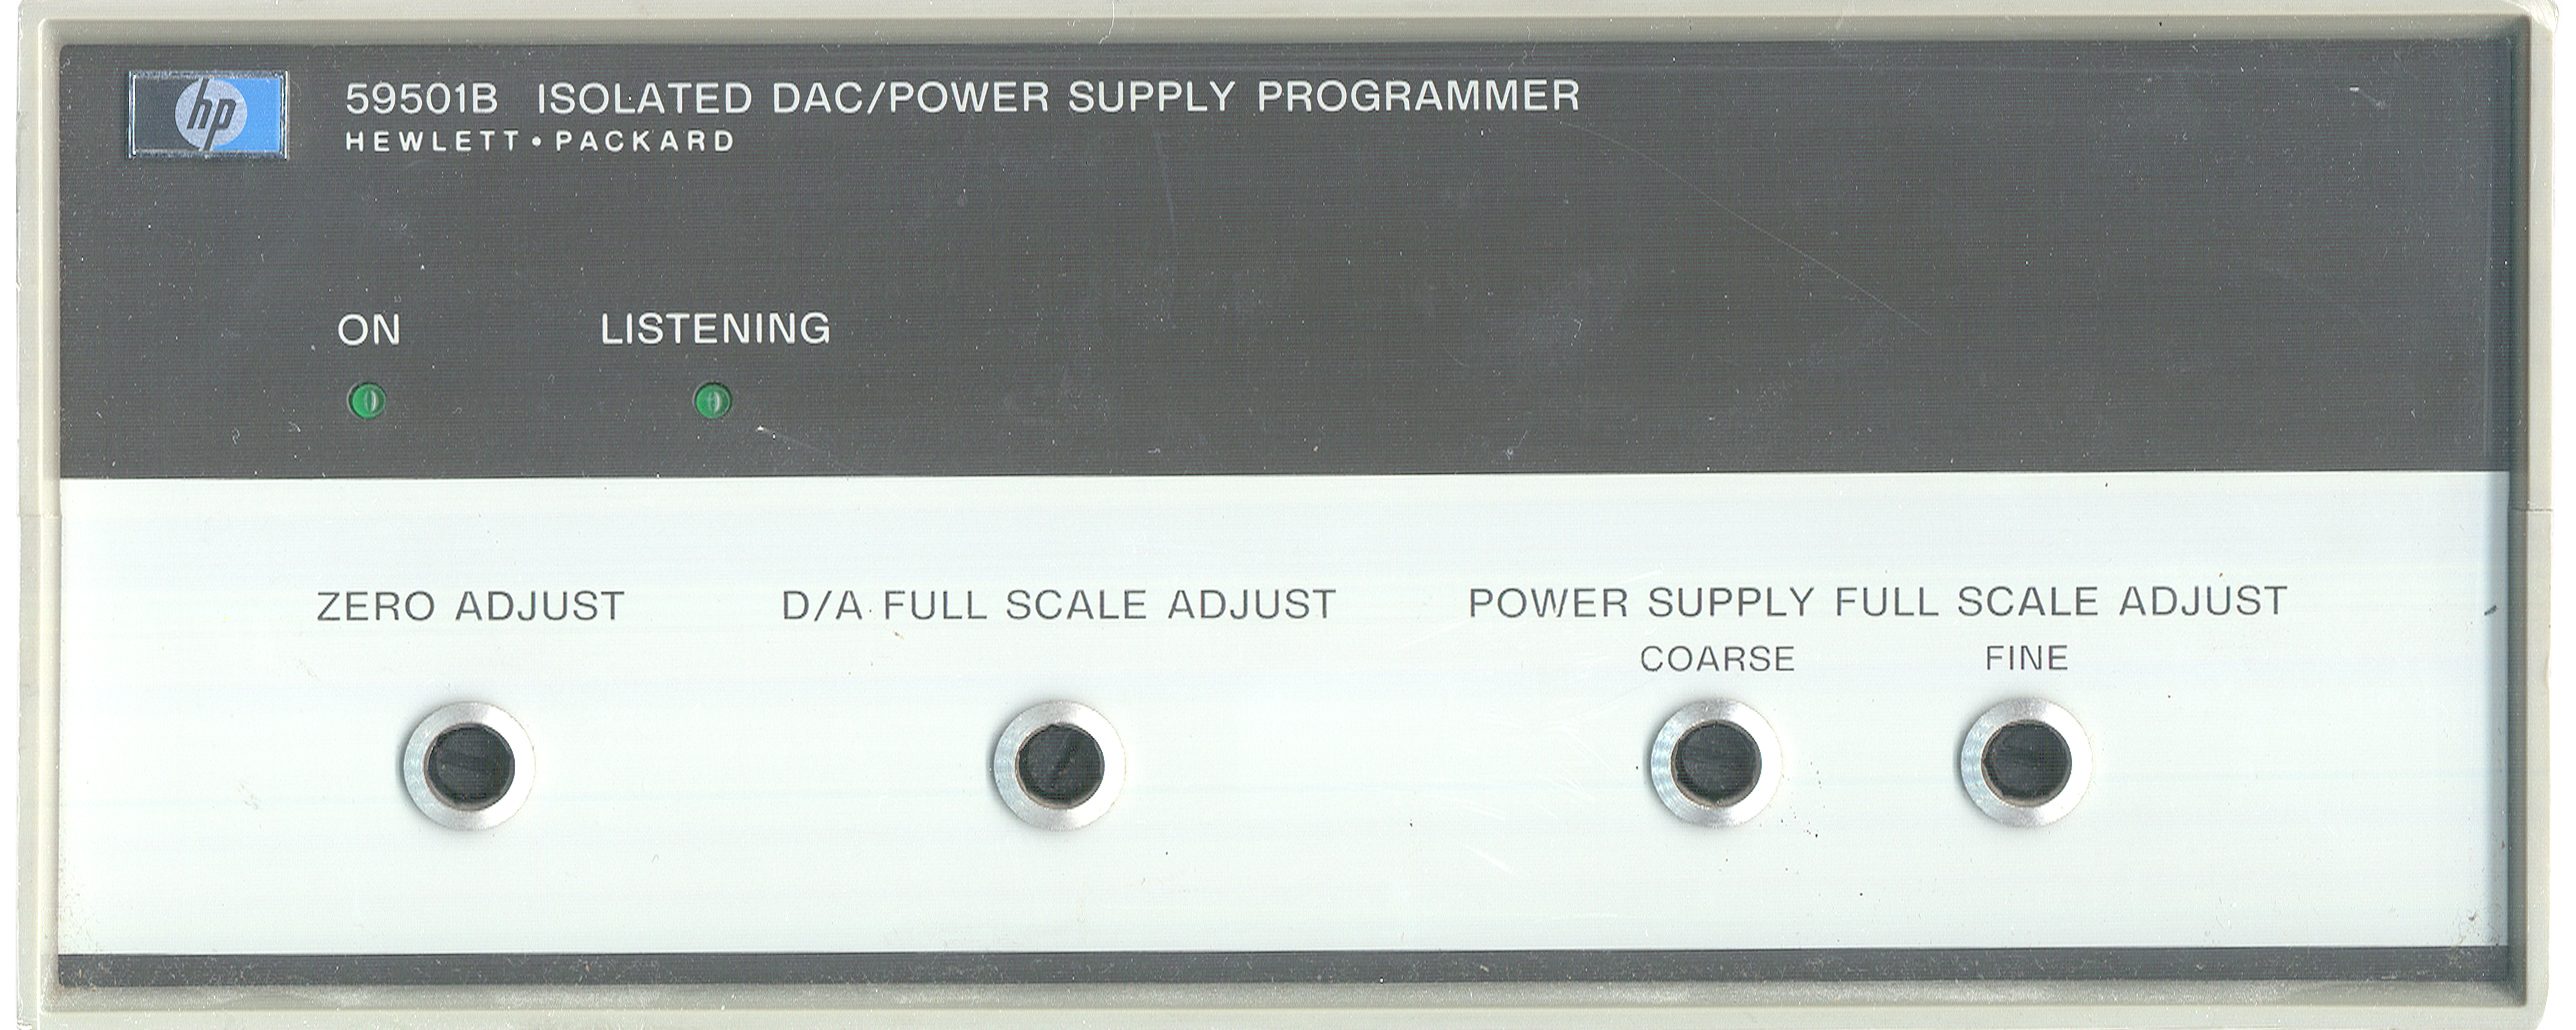 hp
59501B ISOLATED DAC/POWER SUPPLY PROGRAMMER
HEWLETT • PACKARD
ON LISTENING
ZERO ADJUST D/A FULL SCALE ADJUST POWER SUPPLY FULL SCALE ADJUST
COARSE FINE